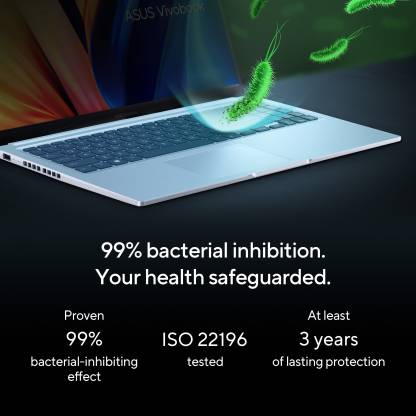 ASUS Vivobook
99% bacterial inhibition.
Your health safeguarded.
Proven
99%
bacterial-inhibiting
effect
ISO 22196
tested
At least
3 years
of lasting protection